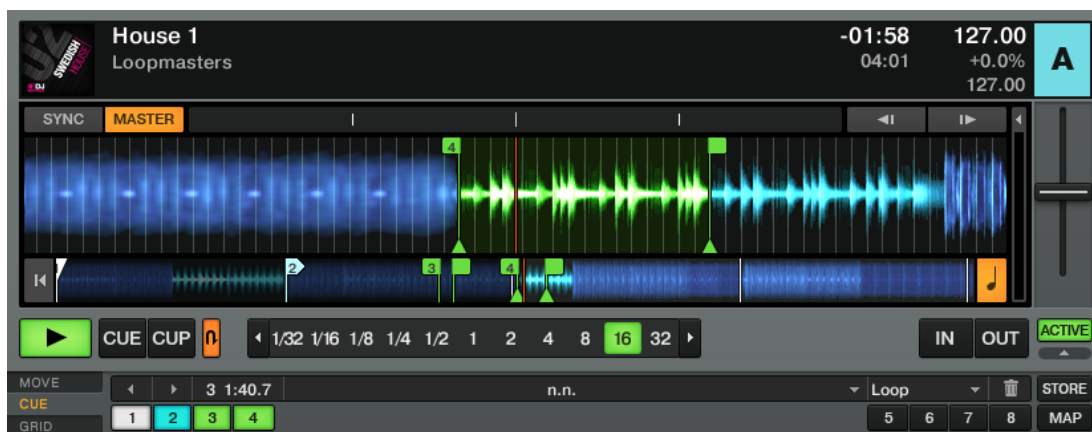 SWEDISH
HOUSE
DJ
House 1
Loopmasters
-01:58
04:01
127.00
+0.0%
127.00
A
SYNC
MASTER
4
2
3
4
CUE
CUP
1/32 1/16 1/8 1/4 1/2 1 2 4 8 16 32
IN
OUT
ACTIVE
MOVE
3 1:40.7
n.n.
Loop
STORE
CUE
1 2 3 4
5 6 7 8
MAP
GRID